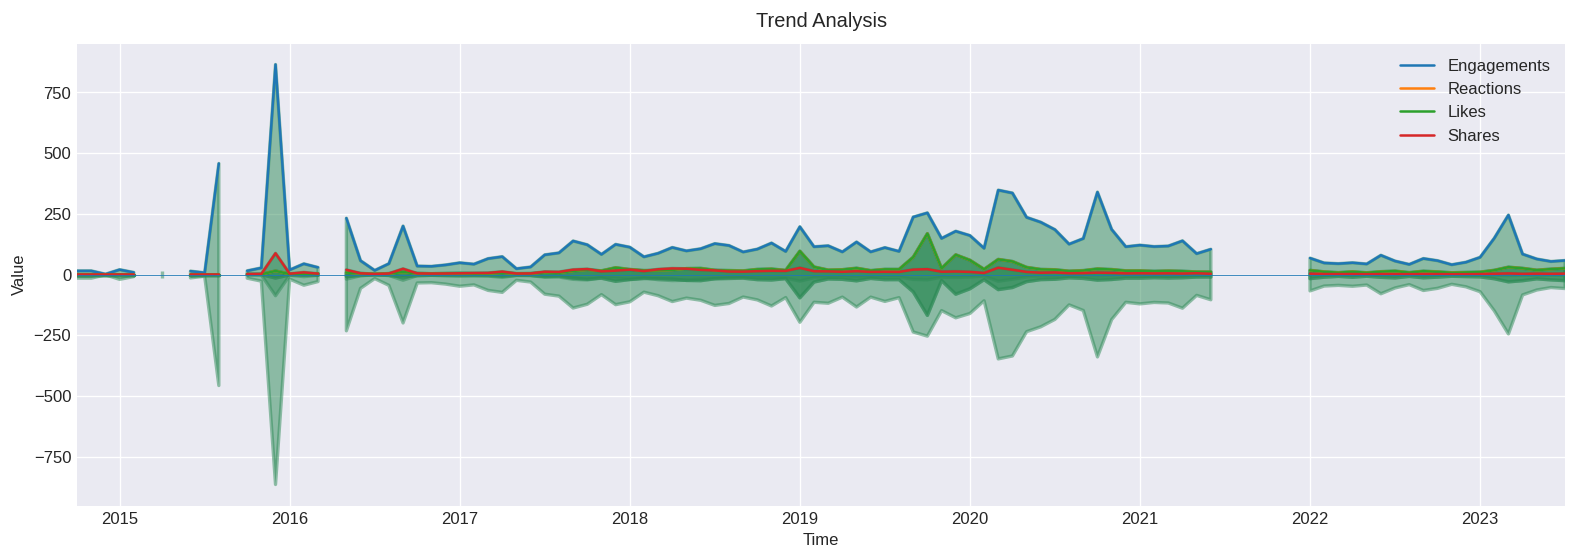 Trend Analysis
Engagements
Reactions
Likes
Shares
750
500
250
0
−250
−500
−750
Value
2015 2016 2017 2018 2019 2020 2021 2022 2023
Time